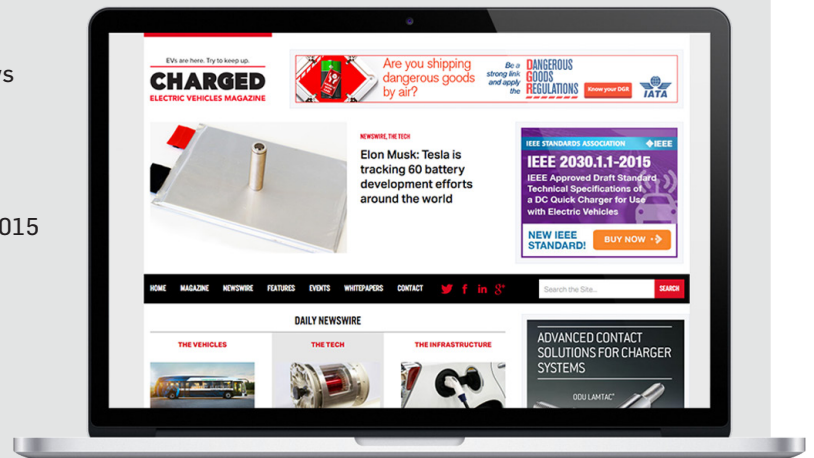 s
015
EVs are here. Try to keep up.
CHARGED
ELECTRIC VEHICLES MAGAZINE
Are you shipping
dangerous goods
by air?
Be a
strong link
and apply
the
DANGEROUS
GOODS
REGULATIONS
Know your DGR
IATA
NEWSWIRE, THE TECH
Elon Musk: Tesla is
tracking 60 battery
development efforts
around the world
IEEE STANDARDS ASSOCIATION
IEEE
IEEE 2030.1.1-2015
IEEE Approved Draft Standard
Technical Specifications of
a DC Quick Charger for Use
with Electric Vehicles
NEW IEEE
STANDARD!
BUY NOW
HOME MAGAZINE NEWSWIRE FEATURES EVENTS WHITEPAPERS CONTACT
Search the Site...
SEARCH
DAILY NEWSWIRE
THE VEHICLES
THE TECH
THE INFRASTRUCTURE
ADVANCED CONTACT
SOLUTIONS FOR CHARGER
SYSTEMS
ODU LAMTAC®